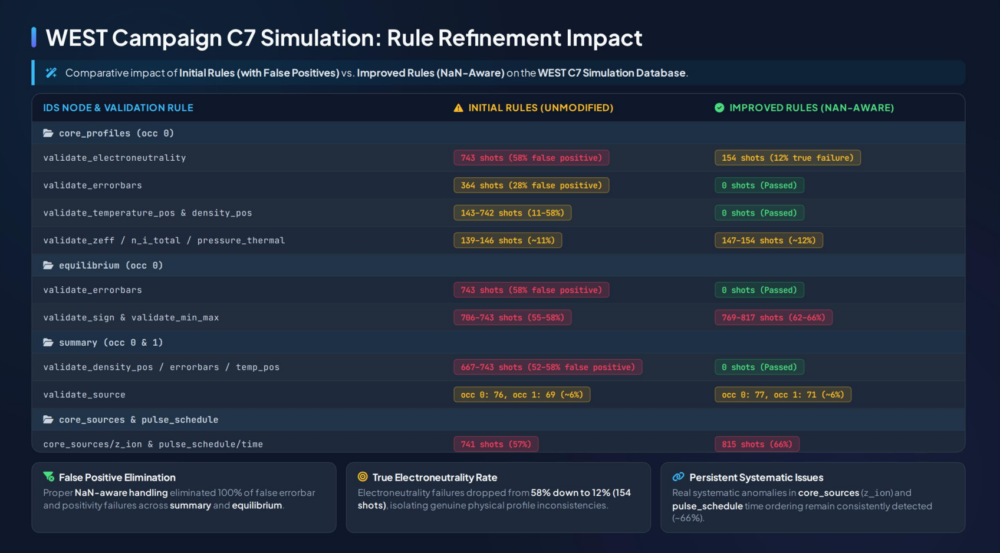 WEST Campaign C7 Simulation: Rule Refinement Impact
Comparative impact of Initial Rules (with False Positives) vs. Improved Rules (NaN-Aware) on the WEST C7 Simulation Database.
IDS NODE & VALIDATION RULE INITIAL RULES (UNMODIFIED) IMPROVED RULES (NAN-AWARE)
core_profiles (occ 0)
validate_electroneutrality 743 shots (58% false positive) 154 shots (12% true failure)
validate_errorbars 364 shots (28% false positive) 0 shots (Passed)
validate_temperature_pos & density_pos 143-742 shots (11-58%) 0 shots (Passed)
validate_zeff / n_i_total / pressure_thermal 139-146 shots (~11%) 147-154 shots (~12%)
equilibrium (occ 0)
validate_errorbars 743 shots (58% false positive) 0 shots (Passed)
validate_sign & validate_min_max 706-743 shots (55-58%) 769-817 shots (62-66%)
summary (occ 0 & 1)
validate_density_pos / errorbars / temp_pos 667-743 shots (52-58% false positive) 0 shots (Passed)
validate_source occ 0: 76, occ 1: 69 (~6%) occ 0: 77, occ 1: 71 (~6%)
core_sources & pulse_schedule
core_sources/z_ion & pulse_schedule/time 741 shots (57%) 815 shots (66%)
False Positive Elimination
Proper NaN-aware handling eliminated 100% of false errorbar
and positivity failures across summary and equilibrium.
True Electroneutrality Rate
Electroneutrality failures dropped from 58% down to 12% (154
shots), isolating genuine physical profile inconsistencies.
Persistent Systematic Issues
Real systematic anomalies in core_sources (z_ion) and
pulse_schedule time ordering remain consistently detected
(~66%).